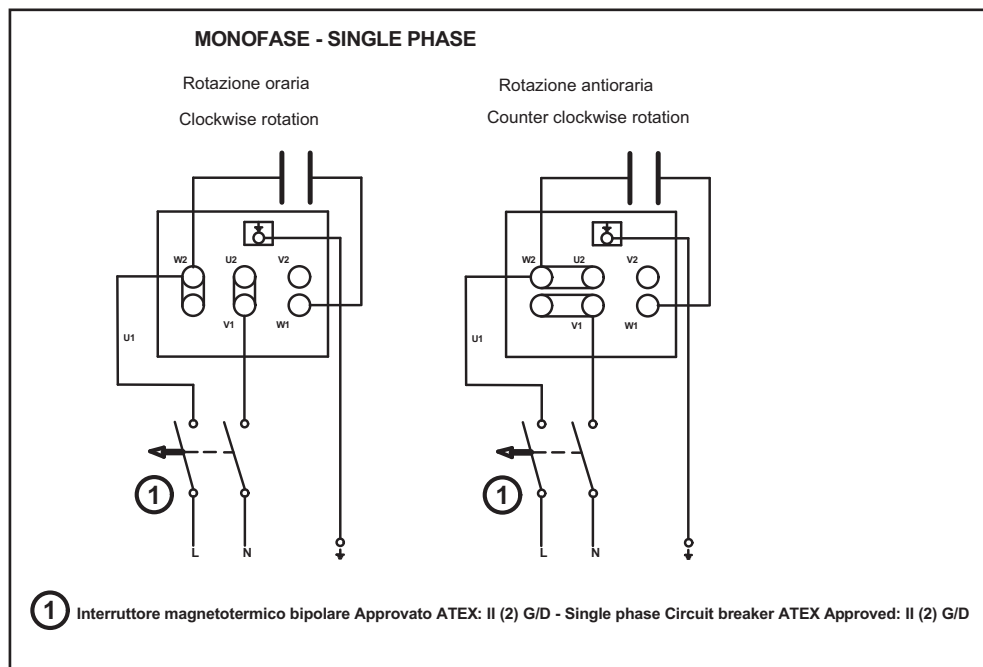 MONOFASE - SINGLE PHASE
Rotazione oraria
Clockwise rotation
Rotazione antioraria
Counter clockwise rotation
W2 U2 V2
U1 V1 W1
1
L N
W2 U2 V2
U1 V1 W1
1
L N
1 Interruttore magnetotermico bipolare Approvato ATEX: II (2) G/D - Single phase Circuit breaker ATEX Approved: II (2) G/D